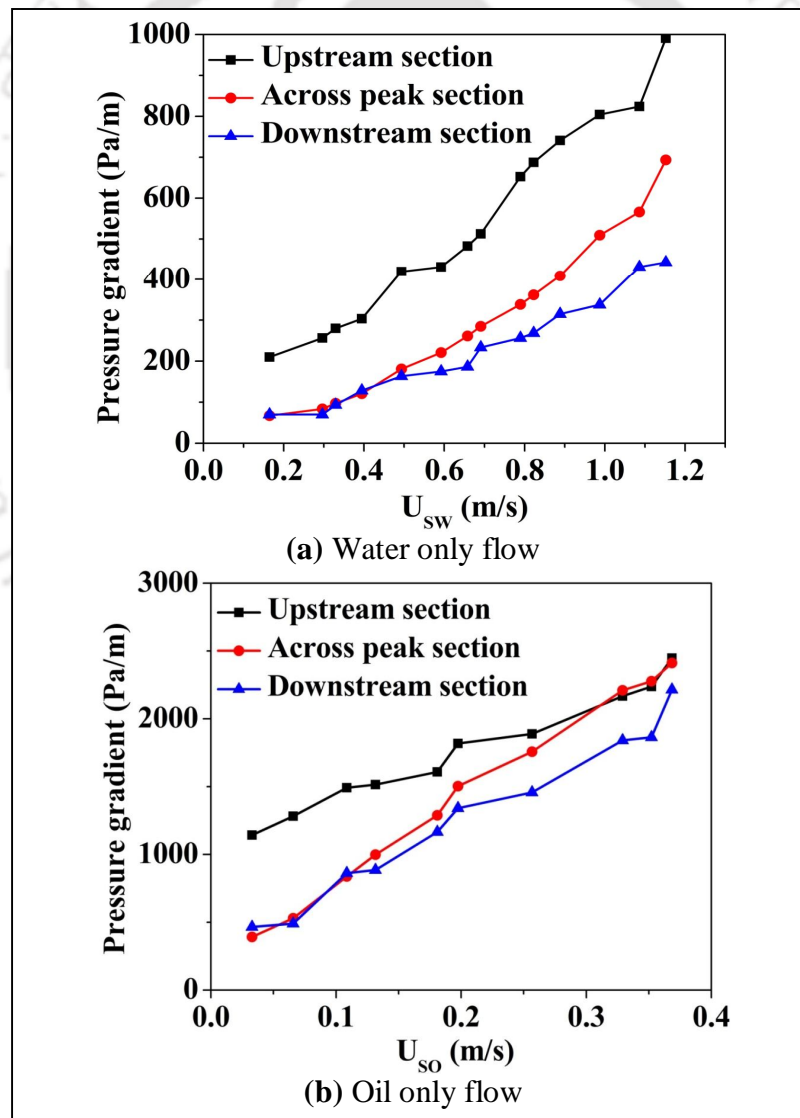 1000
800
600
400
200
0
Pressure gradient (Pa/m)
Upstream section
Across peak section
Downstream section
0.0 0.2 0.4 0.6 0.8 1.0 1.2
U_SW (m/s)
(a) Water only flow
3000
2000
1000
0
Pressure gradient (Pa/m)
Upstream section
Across peak section
Downstream section
0.0 0.1 0.2 0.3 0.4
U_SO (m/s)
(b) Oil only flow